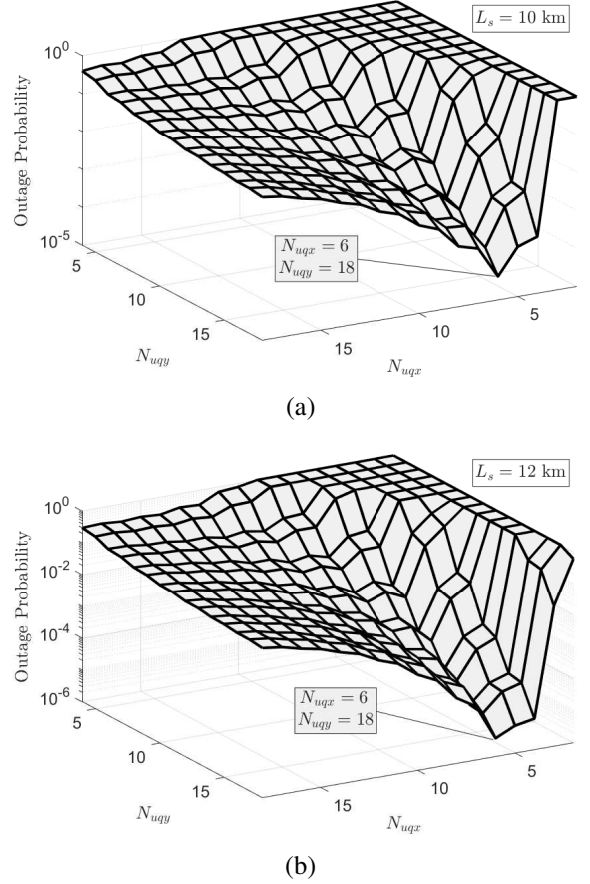 L_s = 10 km
10^0
Outage Probability
10^-5
N_uqx = 6
N_uqy = 18
5
10
15
N_uqy
15
10
5
N_uqx
(a)
L_s = 12 km
10^0
10^-2
10^-4
10^-6
Outage Probability
N_uqx = 6
N_uqy = 18
5
10
15
N_uqy
15
10
5
N_uqx
(b)